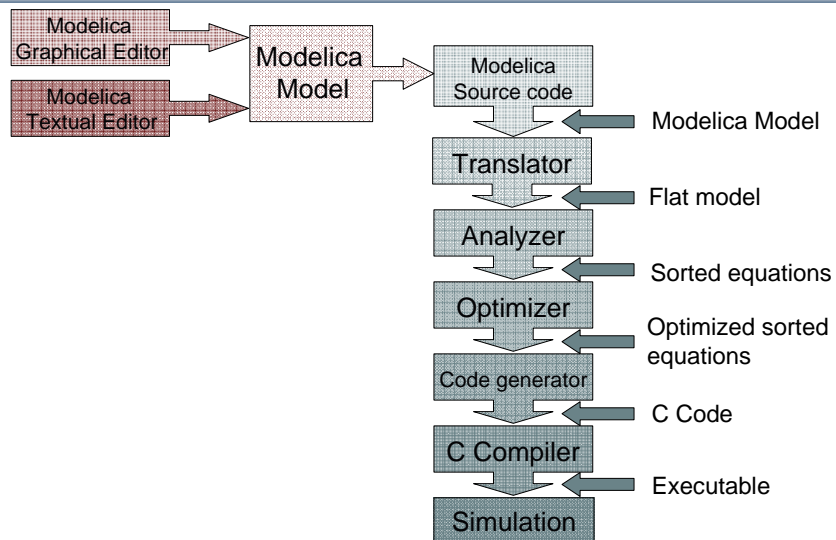 Modelica
Graphical Editor
Modelica
Textual Editor
Modelica
Model
Modelica
Source code
Modelica Model
Translator
Flat model
Analyzer
Sorted equations
Optimizer
Optimized sorted
equations
Code generator
C Code
C Compiler
Executable
Simulation